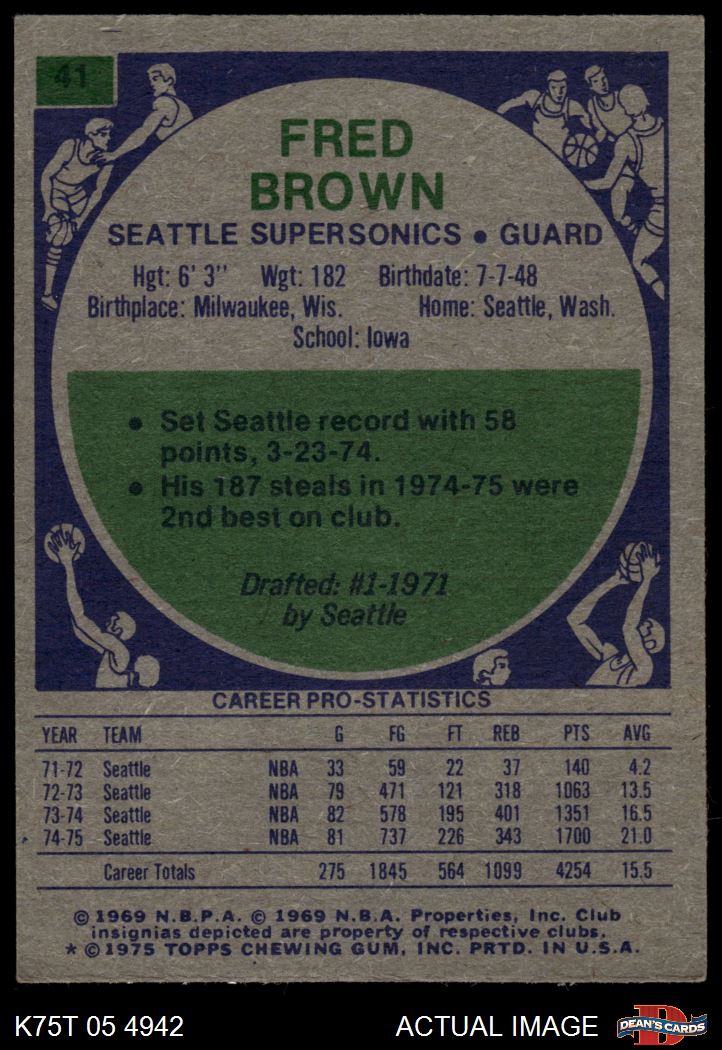 41
FRED
BROWN
SEATTLE SUPERSONICS • GUARD
Hgt: 6' 3" Wgt: 182 Birthdate: 7-7-48
Birthplace: Milwaukee, Wis. Home: Seattle, Wash.
School: Iowa
• Set Seattle record with 58
points, 3-23-74.
• His 187 steals in 1974-75 were
2nd best on club.
Drafted: #1-1971
by Seattle
CAREER PRO-STATISTICS
YEAR TEAM G FG FT REB PTS AVG
71-72 Seattle NBA 33 59 22 37 140 4.2
72-73 Seattle NBA 79 471 121 318 1063 13.5
73-74 Seattle NBA 82 578 195 401 1351 16.5
74-75 Seattle NBA 81 737 226 343 1700 21.0
Career Totals 275 1845 564 1099 4254 15.5
© 1969 N.B.P.A. © 1969 N.B.A. Properties, Inc. Club
insignias depicted are property of respective clubs.
* © 1975 TOPPS CHEWING GUM, INC. PRTD. IN U.S.A.
K75T 05 4942 ACTUAL IMAGE
D
DEAN'S CARDS